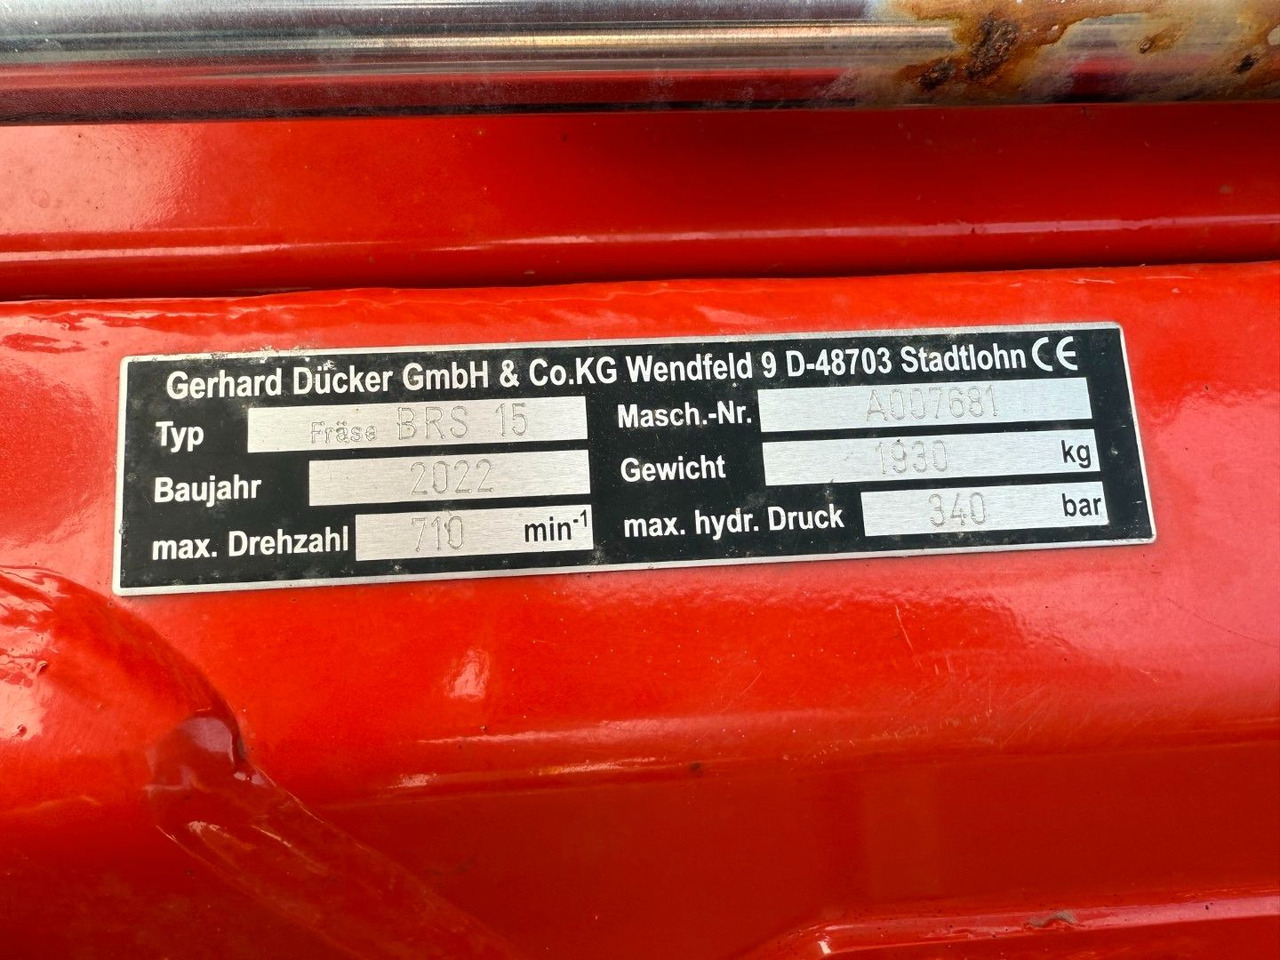 Gerhard Dücker GmbH & Co.KG Wendfeld 9 D-48703 Stadtlohn CE
Typ Fräse BRS 15 Masch.-Nr. A007681
Baujahr 2022 Gewicht 1930 kg
max. Drehzahl 710 min-1 max. hydr. Druck 340 bar